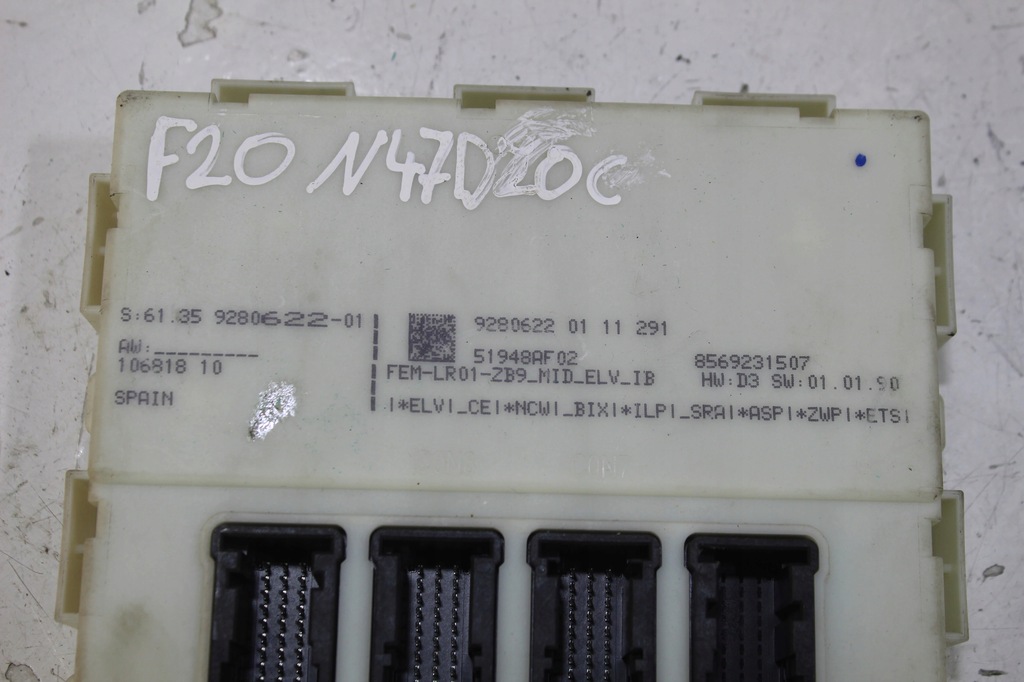 F20 N47D20C
S:61.35 9280622-01
9280622 01 11 291
AW:_________
51948AF02
8569231507
106818 10
FEM-LR01-ZB9_MID_ELV_IB
HW:D3 SW:01.01.90
SPAIN
.|*ELV|_CE|*NCW|_BIX|*ILP|_SRA|*ASP|*ZWP|*ETS|